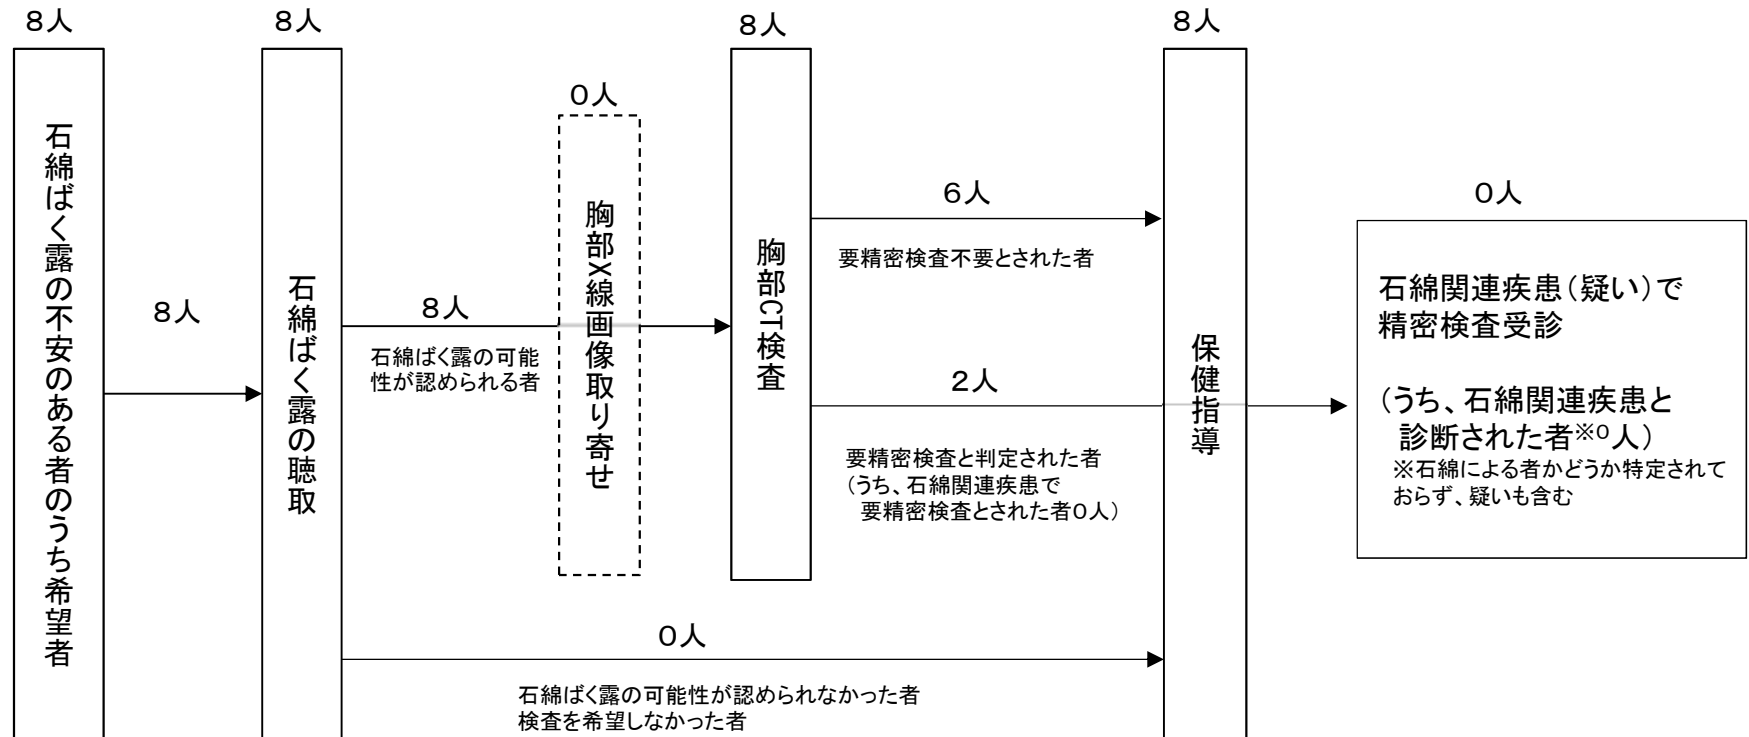 8人
石綿ばく露の不安のある者のうち希望者
8人
8人
石綿ばく露の聴取
8人
石綿ばく露の可能
性が認められる者
0人
胸部X線画像取り寄せ
8人
胸部CT検査
6人
要精密検査不要とされた者
2人
要精密検査と判定された者
(うち、石綿関連疾患で
要精密検査とされた者0人)
0人
石綿ばく露の可能性が認められなかった者
検査を希望しなかった者
8人
保健指導
0人
石綿関連疾患(疑い)で
精密検査受診
(うち、石綿関連疾患と
診断された者※0人)
※石綿による者かどうか特定されて
おらず、疑いも含む